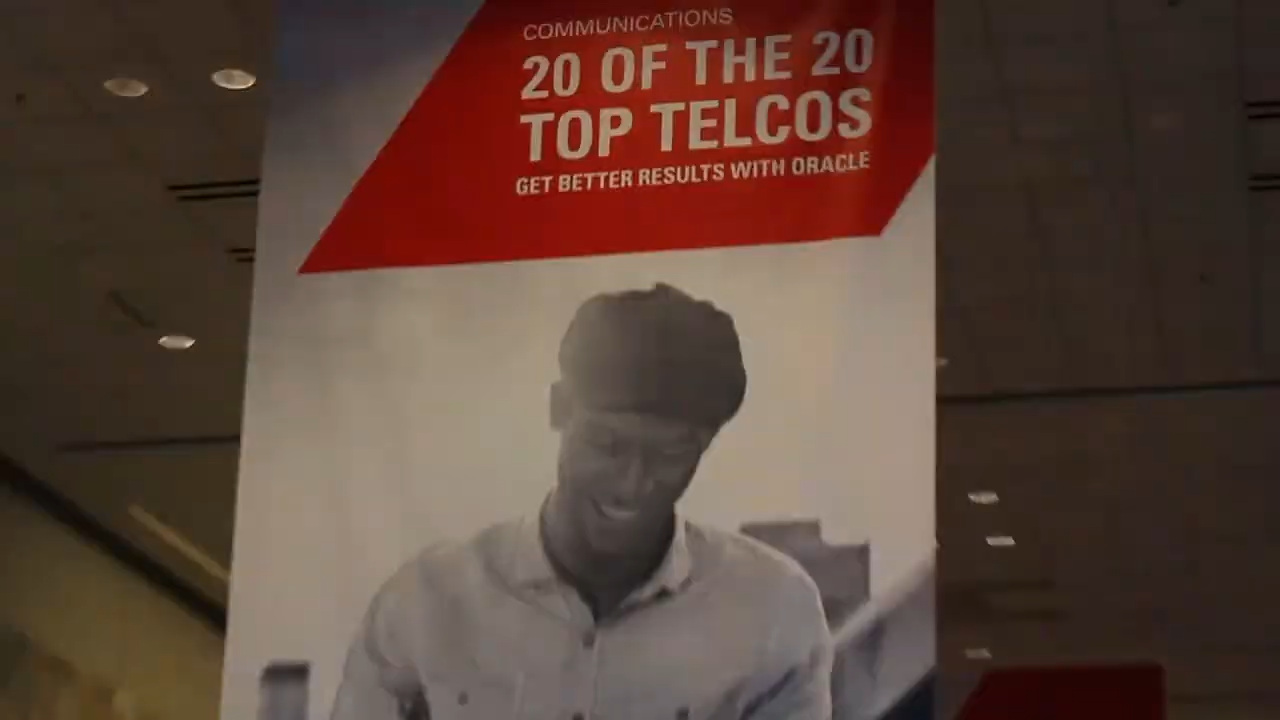 COMMUNICATIONS
20 OF THE 20
TOP TELCOS
GET BETTER RESULTS WITH ORACLE